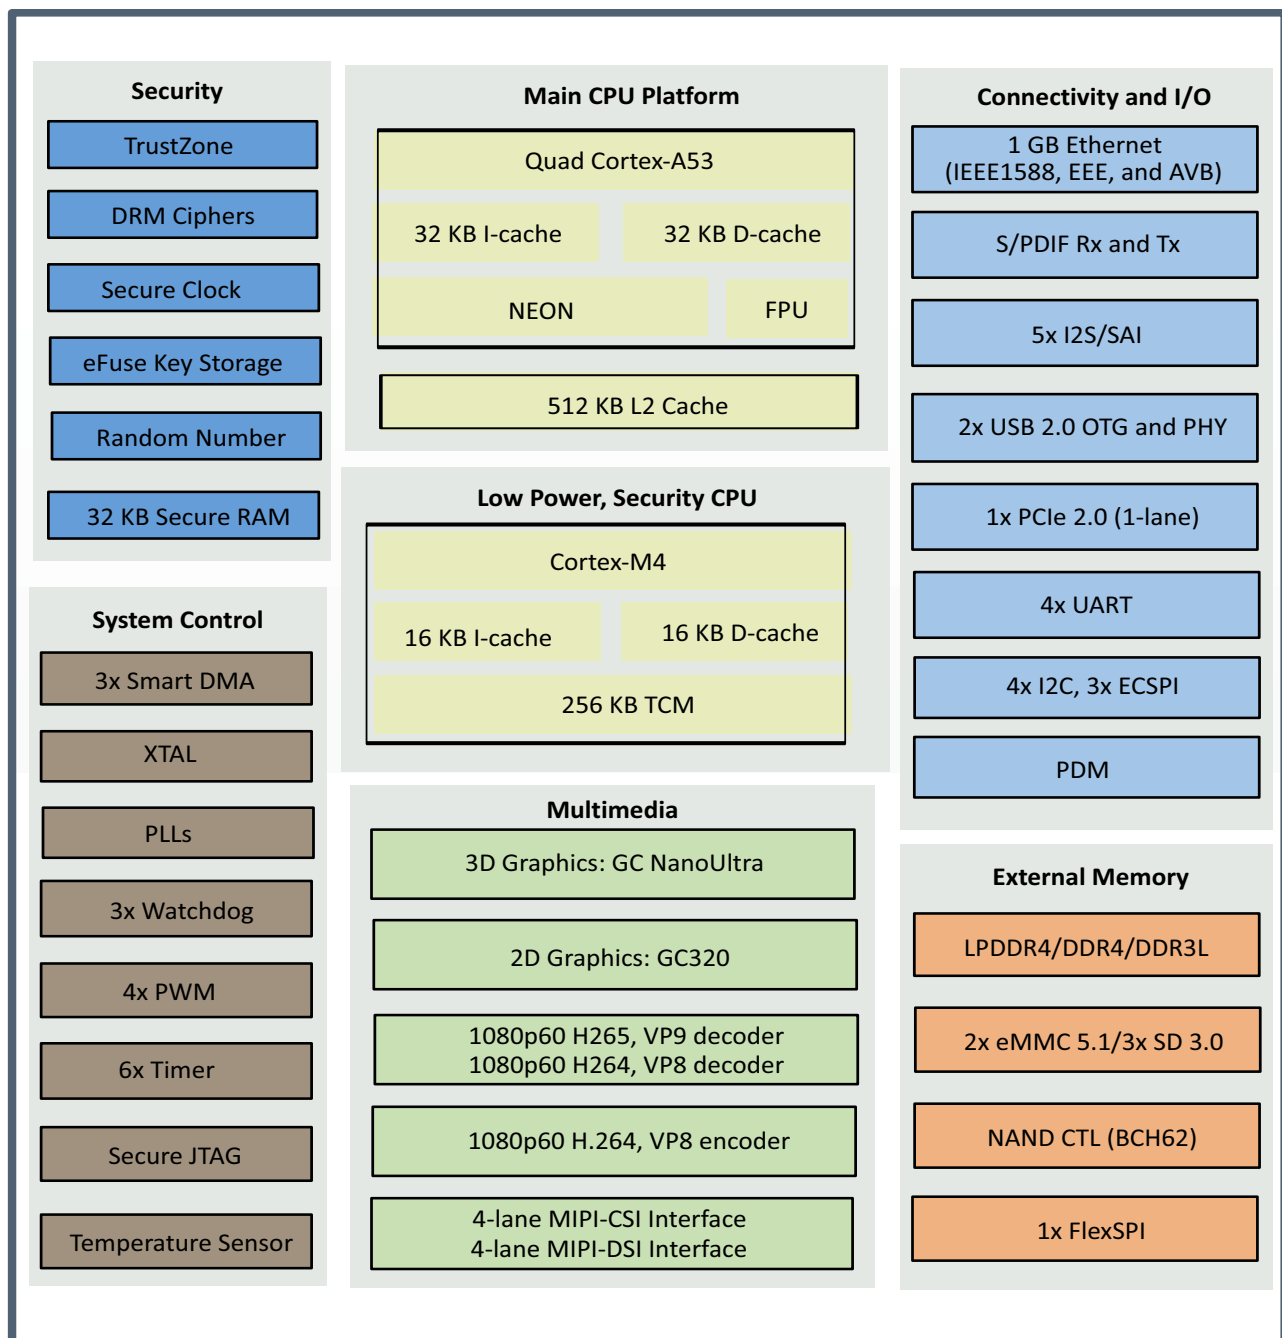 Security
TrustZone
DRM Ciphers
Secure Clock
eFuse Key Storage
Random Number
32 KB Secure RAM
System Control
3x Smart DMA
XTAL
PLLs
3x Watchdog
4x PWM
6x Timer
Secure JTAG
Temperature Sensor
Main CPU Platform
Quad Cortex-A53
32 KB I-cache
32 KB D-cache
NEON
FPU
512 KB L2 Cache
Low Power, Security CPU
Cortex-M4
16 KB I-cache
16 KB D-cache
256 KB TCM
Multimedia
3D Graphics: GC NanoUltra
2D Graphics: GC320
1080p60 H265, VP9 decoder
1080p60 H264, VP8 decoder
1080p60 H.264, VP8 encoder
4-lane MIPI-CSI Interface
4-lane MIPI-DSI Interface
Connectivity and I/O
1 GB Ethernet
(IEEE1588, EEE, and AVB)
S/PDIF Rx and Tx
5x I2S/SAI
2x USB 2.0 OTG and PHY
1x PCIe 2.0 (1-lane)
4x UART
4x I2C, 3x ECSPI
PDM
External Memory
LPDDR4/DDR4/DDR3L
2x eMMC 5.1/3x SD 3.0
NAND CTL (BCH62)
1x FlexSPI